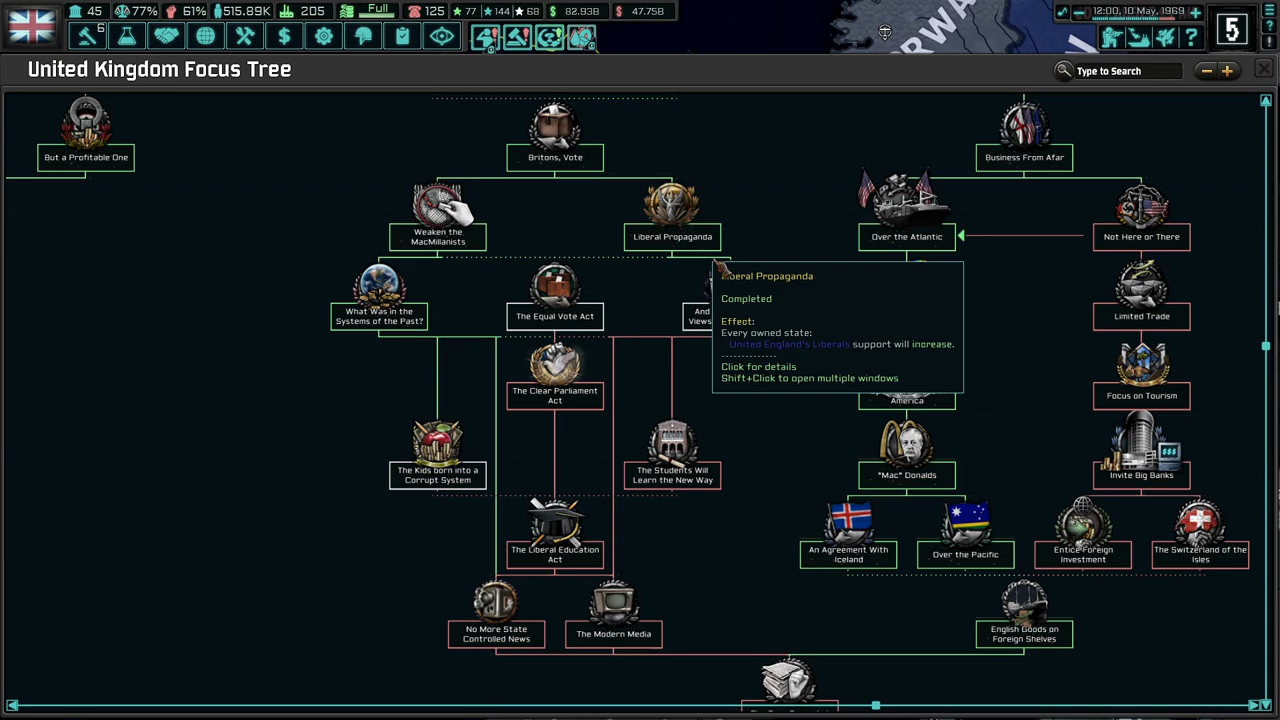 45 77% 61% 515.89K 205 Full 125 77 144 68 $ 82.93B $ 47.75B
12:00, 10 May, 1969
5
6
United Kingdom Focus Tree
Type to Search
But a Profitable One
Britons, Vote
Business From Afar
Weaken the
MacMillanists
Liberal Propaganda
Over the Atlantic
Not Here or There
Liberal Propaganda
Completed
Effect:
Every owned state:
United England's Liberals support will increase.
--------------
Click for details
Shift+Click to open multiple windows
What Was in the
Systems of the Past?
The Equal Vote Act
And
Views
Limited Trade
The Clear Parliament
Act
America
Focus on Tourism
The Kids born into a
Corrupt System
The Students Will
Learn the New Way
"Mac" Donalds
Invite Big Banks
The Liberal Education
Act
An Agreement With
Iceland
Over the Pacific
Entice Foreign
Investment
The Switzerland of the
Isles
No More State
Controlled News
The Modern Media
English Goods on
Foreign Shelves